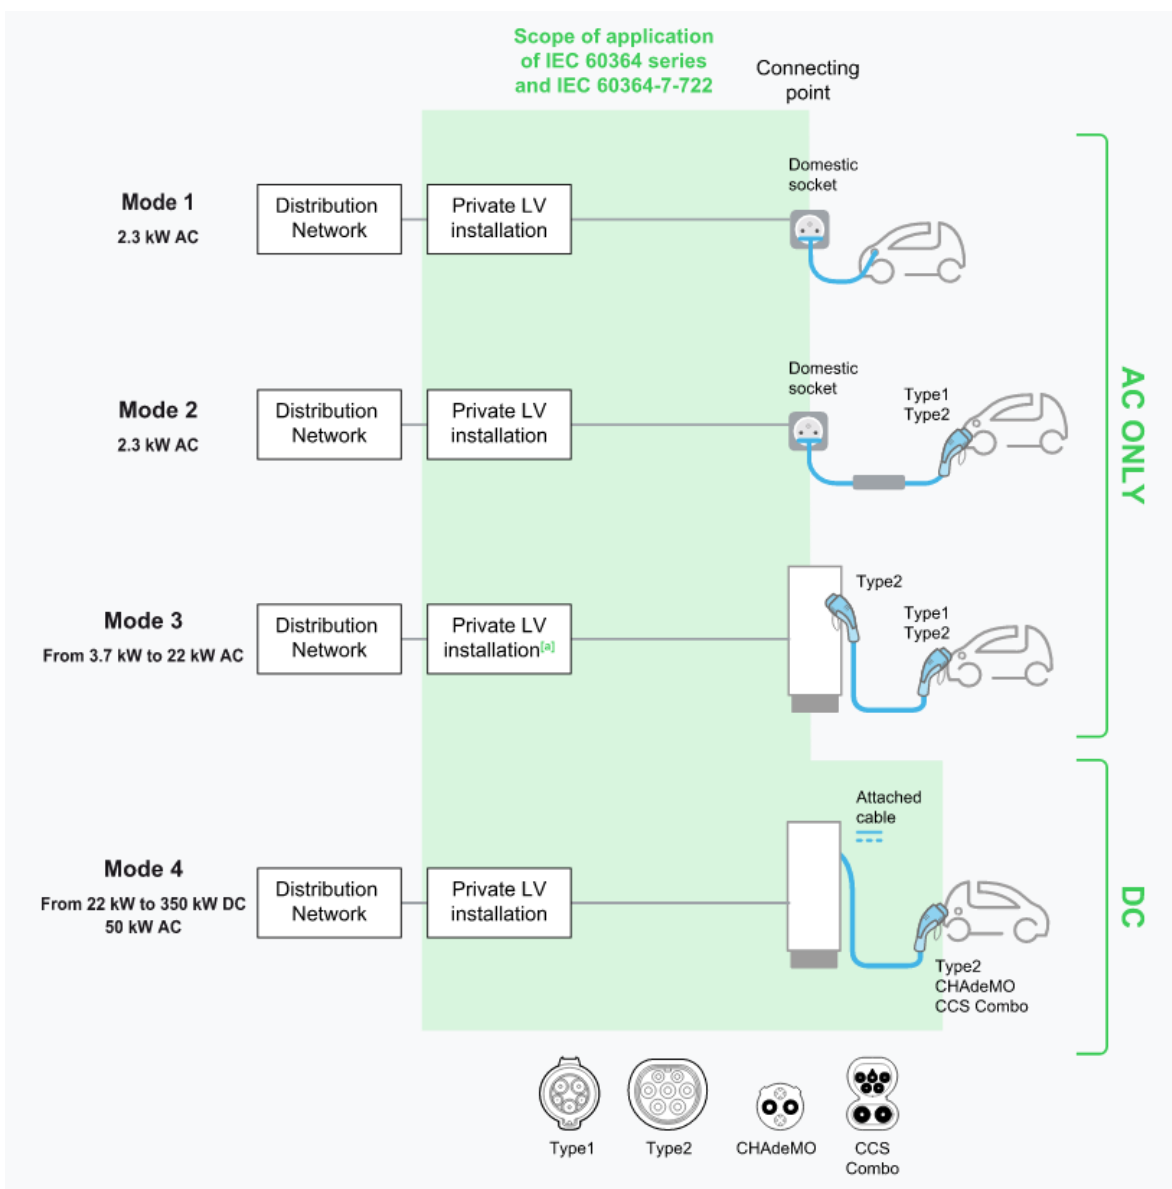 Scope of application
of IEC 60364 series
and IEC 60364-7-722
Connecting
point
Mode 1
2.3 kW AC
Distribution
Network
Private LV
installation
Domestic
socket
Mode 2
2.3 kW AC
Distribution
Network
Private LV
installation
Domestic
socket
Type1
Type2
AC ONLY
Mode 3
From 3.7 kW to 22 kW AC
Distribution
Network
Private LV
installation[a]
Type2
Type1
Type2
Mode 4
From 22 kW to 350 kW DC
50 kW AC
Distribution
Network
Private LV
installation
Attached
cable
Type2
CHAdeMO
CCS Combo
DC
Type1
Type2
CHAdeMO
CCS
Combo